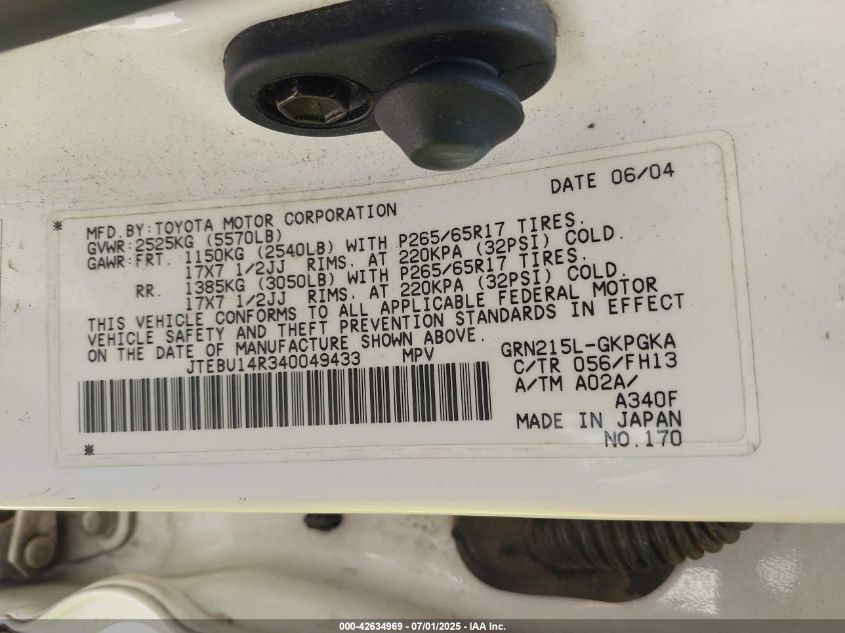 DATE 06/04
MFD.BY:TOYOTA MOTOR CORPORATION
GVWR:2525KG (5570LB)
GAWR:FRT. 1150KG (2540LB) WITH P265/65R17 TIRES.
17X7 1/2JJ RIMS. AT 220KPA (32PSI) COLD.
RR. 1385KG (3050LB) WITH P265/65R17 TIRES.
17X7 1/2JJ RIMS. AT 220KPA (32PSI) COLD.
THIS VEHICLE CONFORMS TO ALL APPLICABLE FEDERAL MOTOR
VEHICLE SAFETY AND THEFT PREVENTION STANDARDS IN EFFECT
ON THE DATE OF MANUFACTURE SHOWN ABOVE.
JTEBU14R340049433 MPV
GRN215L-GKPGKA
C/TR 056/FH13
A/TM A02A/
A340F
MADE IN JAPAN
NO.170
000-42634969 - 07/01/2025 - IAA Inc.